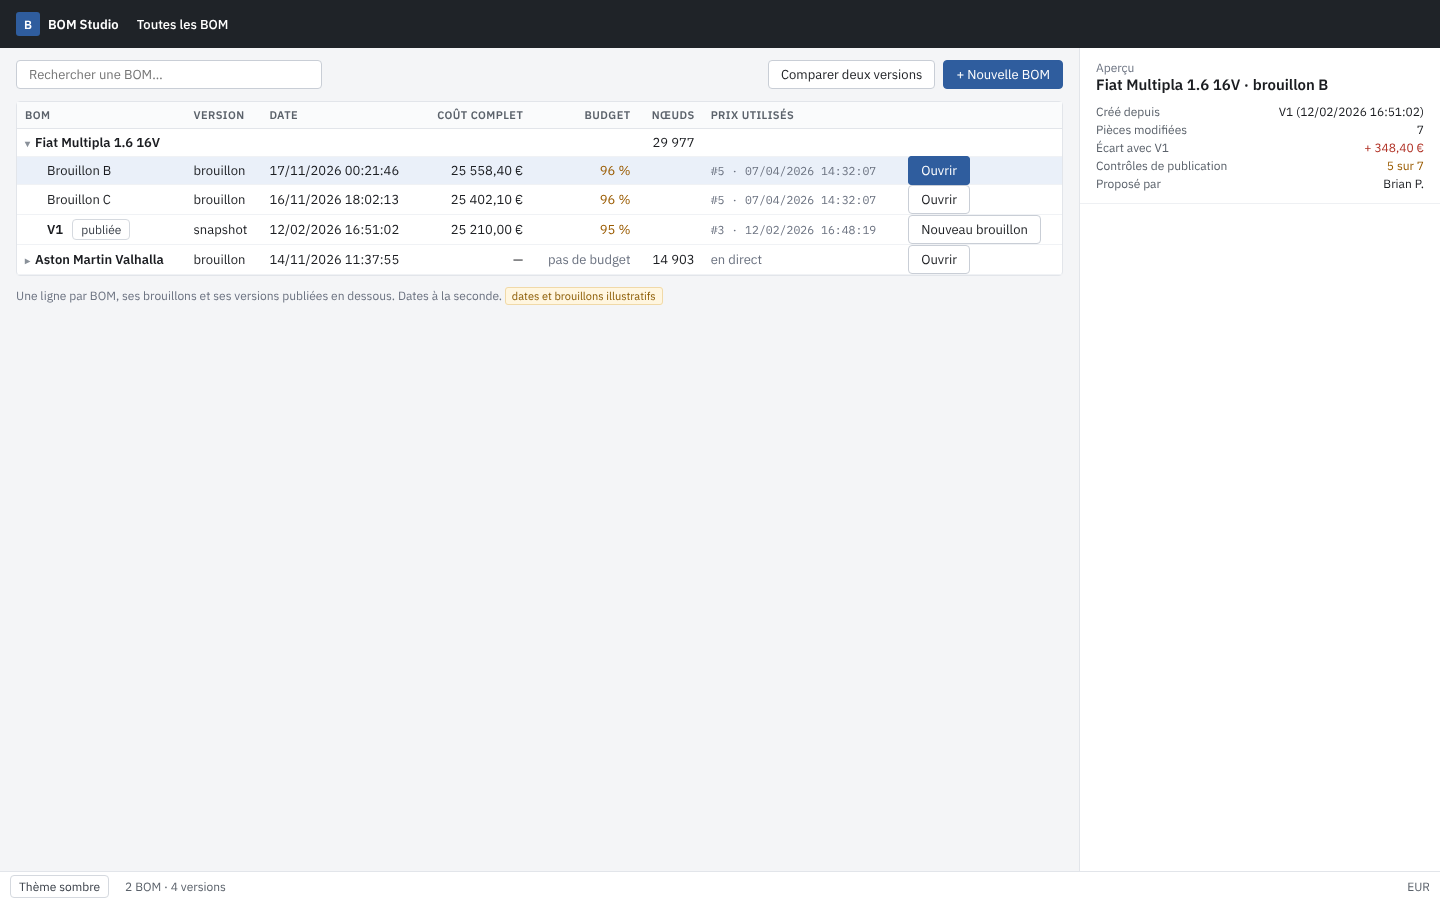 B BOM Studio Toutes les BOM
Rechercher une BOM... Comparer deux versions + Nouvelle BOM
BOM VERSION DATE COÛT COMPLET BUDGET NŒUDS PRIX UTILISÉS
▾ Fiat Multipla 1.6 16V 29 977
Brouillon B brouillon 17/11/2026 00:21:46 25 558,40 € 96 % #5 · 07/04/2026 14:32:07 Ouvrir
Brouillon C brouillon 16/11/2026 18:02:13 25 402,10 € 96 % #5 · 07/04/2026 14:32:07 Ouvrir
V1 publiée snapshot 12/02/2026 16:51:02 25 210,00 € 95 % #3 · 12/02/2026 16:48:19 Nouveau brouillon
▸ Aston Martin Valhalla brouillon 14/11/2026 11:37:55 — pas de budget 14 903 en direct Ouvrir
Une ligne par BOM, ses brouillons et ses versions publiées en dessous. Dates à la seconde. dates et brouillons illustratifs
Aperçu
Fiat Multipla 1.6 16V · brouillon B
Créé depuis V1 (12/02/2026 16:51:02)
Pièces modifiées 7
Écart avec V1 + 348,40 €
Contrôles de publication 5 sur 7
Proposé par Brian P.
Thème sombre 2 BOM · 4 versions EUR